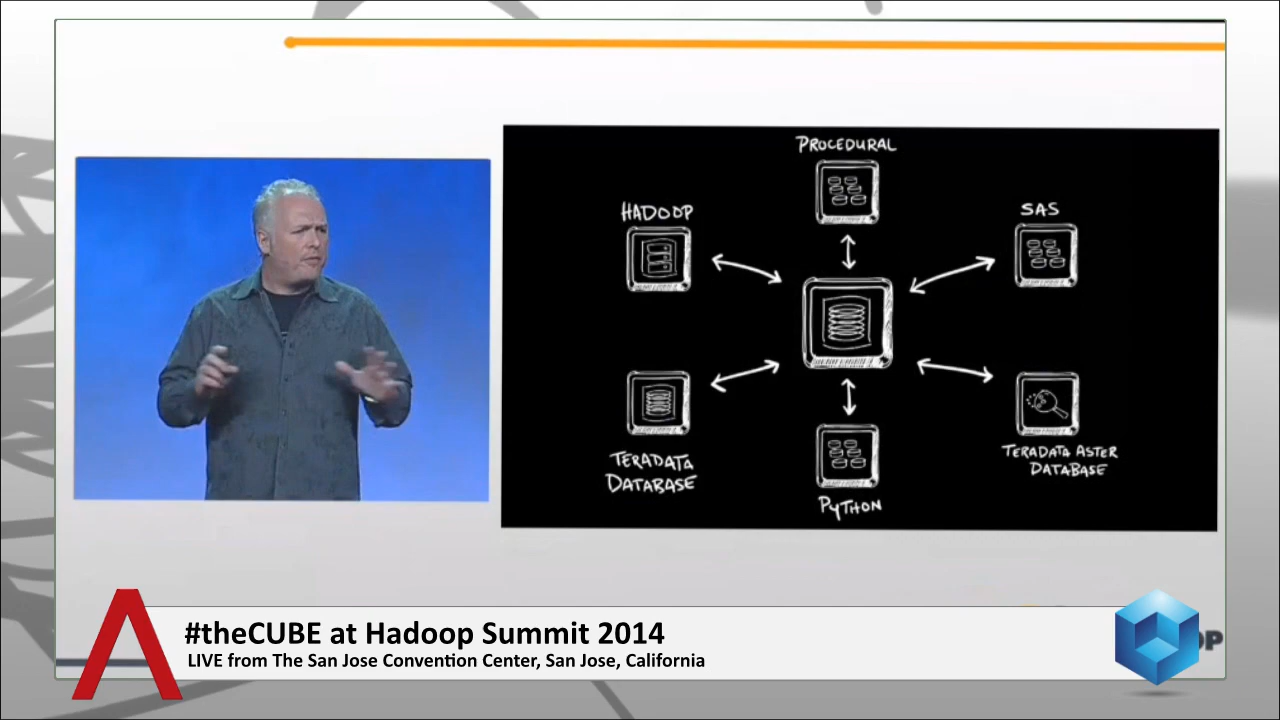 PROCEDURAL
HADOOP
SAS
TERADATA
DATABASE
TERADATA ASTER
DATABASE
PYTHON
#theCUBE at Hadoop Summit 2014
LIVE from The San Jose Convention Center, San Jose, California